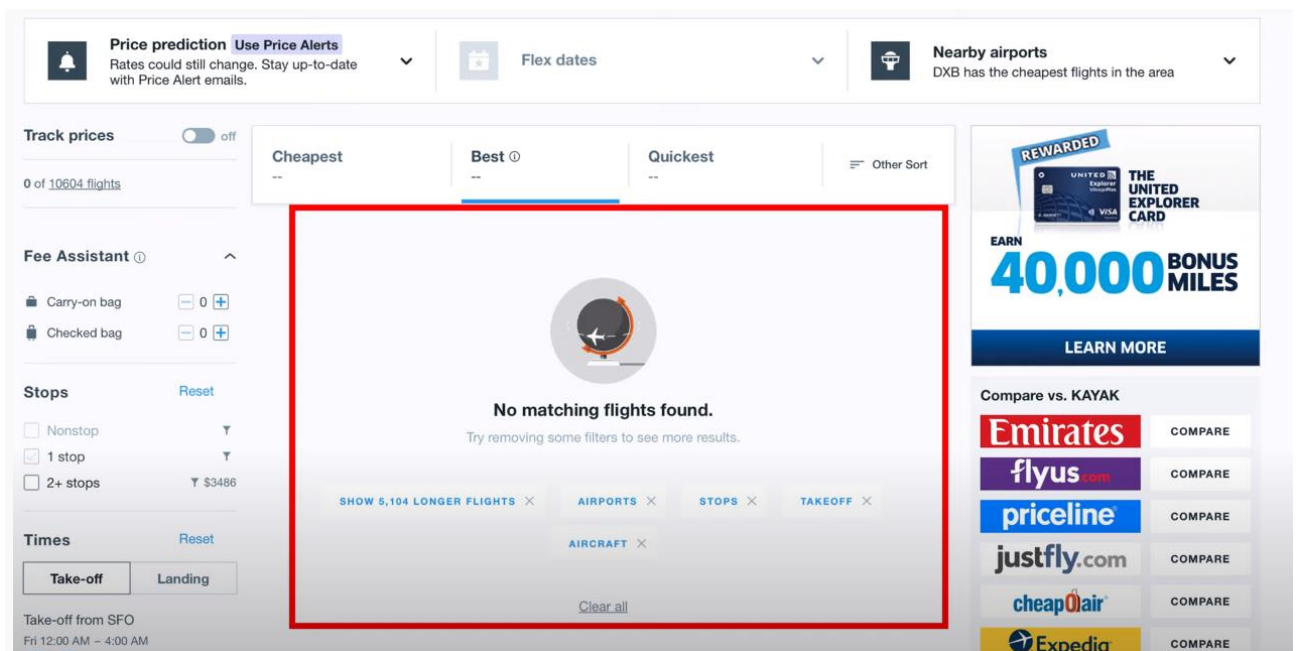 Price prediction Use Price Alerts
Rates could still change. Stay up-to-date
with Price Alert emails.
Flex dates
Nearby airports
DXB has the cheapest flights in the area
Track prices
off
0 of 10604 flights
Fee Assistant
Carry-on bag
0
Checked bag
0
Stops
Reset
Nonstop
1 stop
2+ stops
$3486
Times
Reset
Take-off
Landing
Take-off from SFO
Fri 12:00 AM – 4:00 AM
Cheapest
--
Best
--
Quickest
--
Other Sort
No matching flights found.
Try removing some filters to see more results.
SHOW 5,104 LONGER FLIGHTS
AIRPORTS
STOPS
TAKEOFF
AIRCRAFT
Clear all
REWARDED
UNITED
Explorer
VISA
THE
UNITED
EXPLORER
CARD
EARN
40,000 BONUS
MILES
LEARN MORE
Compare vs. KAYAK
Emirates
COMPARE
flyus.com
COMPARE
priceline
COMPARE
justfly.com
COMPARE
cheapOair
COMPARE
Expedia
COMPARE